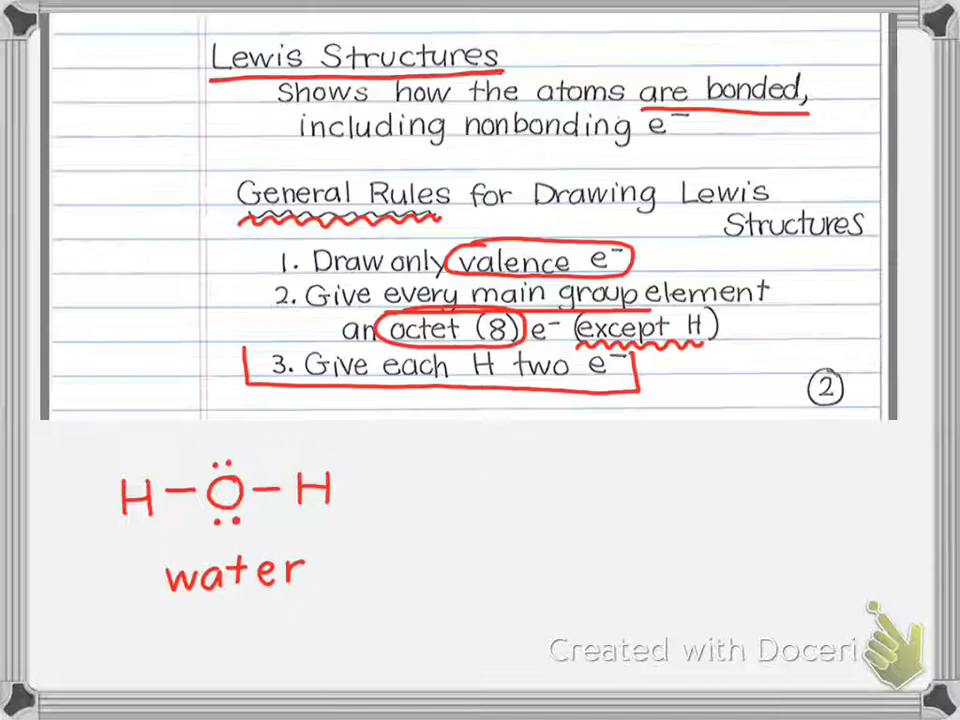 Lewis Structures
Shows how the atoms are bonded,
including nonbonding e⁻
General Rules for Drawing Lewis
Structures
1. Draw only valence e⁻
2. Give every main group element
an octet (8) e⁻ (except H)
3. Give each H two e⁻
2
H – O – H
water
Created with Doceri